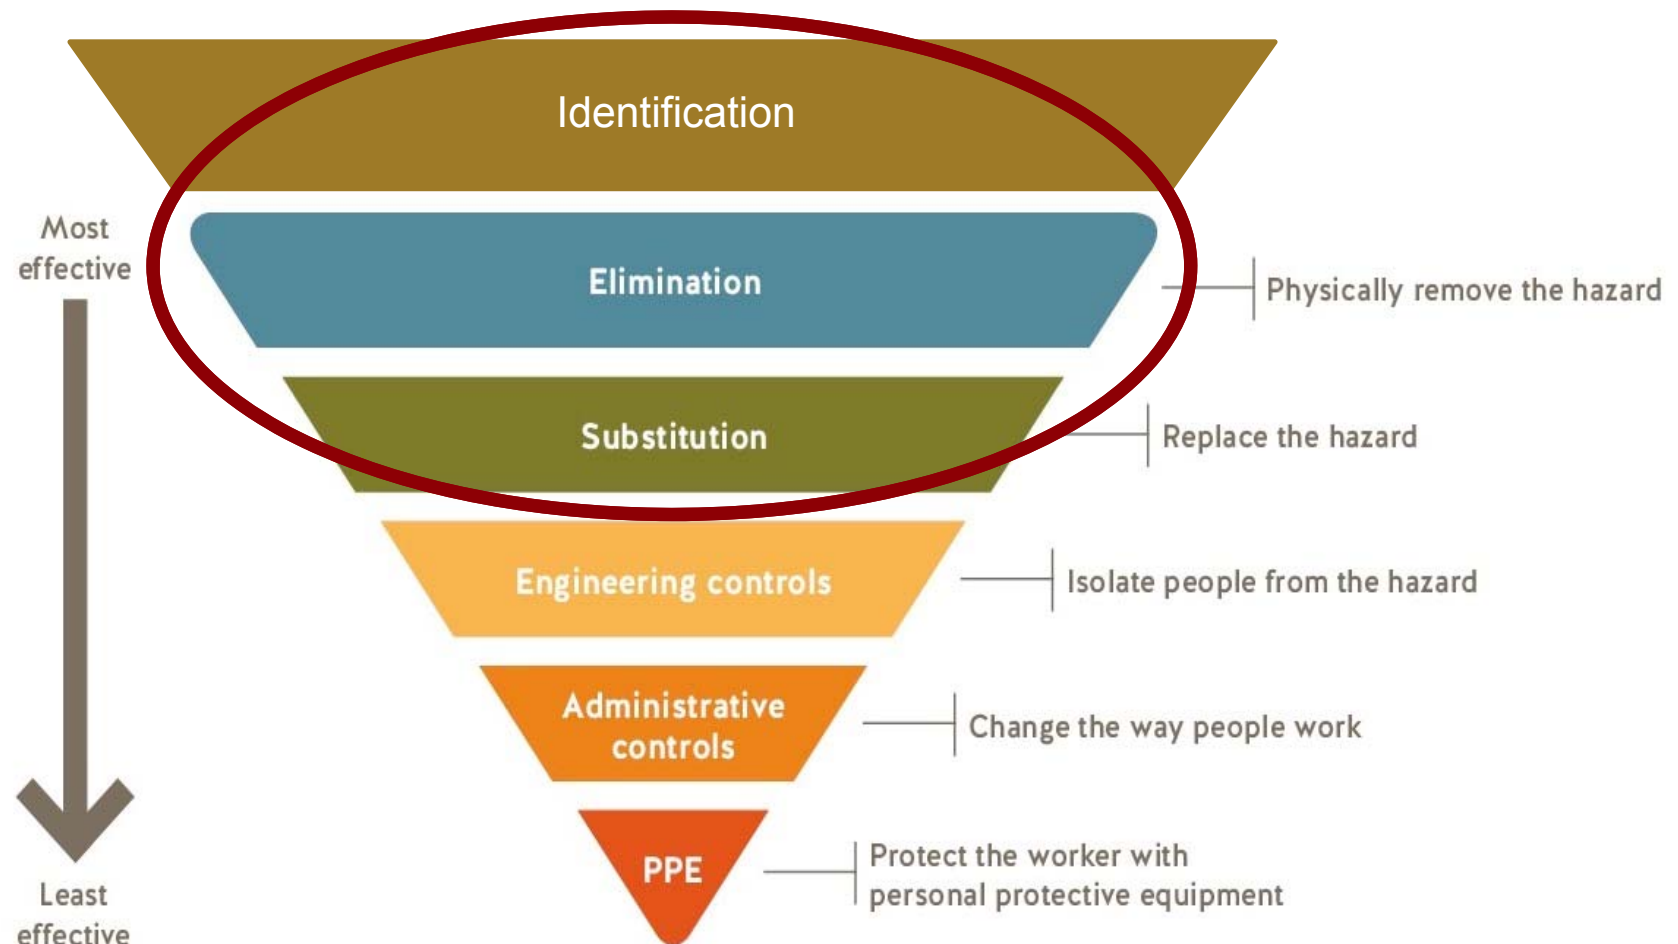 Identification
Most
effective
Elimination
Physically remove the hazard
Substitution
Replace the hazard
Engineering controls
Isolate people from the hazard
Administrative
controls
Change the way people work
PPE
Protect the worker with
personal protective equipment
Least
effective